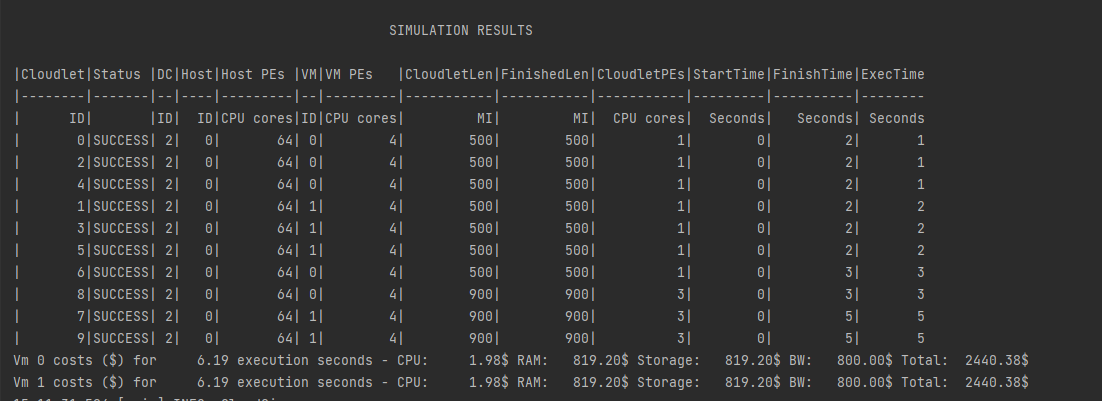 SIMULATION RESULTS
|Cloudlet|Status |DC|Host|Host PEs |VM|VM PEs   |CloudletLen|FinishedLen|CloudletPEs|StartTime|FinishTime|ExecTime
|--------|-------|--|----|---------|--|---------|-----------|-----------|-----------|---------|----------|--------
|      ID|       |ID|  ID|CPU cores|ID|CPU cores|         MI|         MI|  CPU cores|  Seconds|   Seconds| Seconds
|       0|SUCCESS| 2|   0|       64| 0|        4|        500|        500|          1|        0|         2|       1
|       2|SUCCESS| 2|   0|       64| 0|        4|        500|        500|          1|        0|         2|       1
|       4|SUCCESS| 2|   0|       64| 0|        4|        500|        500|          1|        0|         2|       1
|       1|SUCCESS| 2|   0|       64| 1|        4|        500|        500|          1|        0|         2|       2
|       3|SUCCESS| 2|   0|       64| 1|        4|        500|        500|          1|        0|         2|       2
|       5|SUCCESS| 2|   0|       64| 1|        4|        500|        500|          1|        0|         2|       2
|       6|SUCCESS| 2|   0|       64| 0|        4|        500|        500|          1|        0|         3|       3
|       8|SUCCESS| 2|   0|       64| 0|        4|        900|        900|          3|        0|         3|       3
|       7|SUCCESS| 2|   0|       64| 1|        4|        900|        900|          3|        0|         5|       5
|       9|SUCCESS| 2|   0|       64| 1|        4|        900|        900|          3|        0|         5|       5
Vm 0 costs ($) for     6.19 execution seconds - CPU:     1.98$ RAM:   819.20$ Storage:   819.20$ BW:   800.00$ Total:  2440.38$
Vm 1 costs ($) for     6.19 execution seconds - CPU:     1.98$ RAM:   819.20$ Storage:   819.20$ BW:   800.00$ Total:  2440.38$